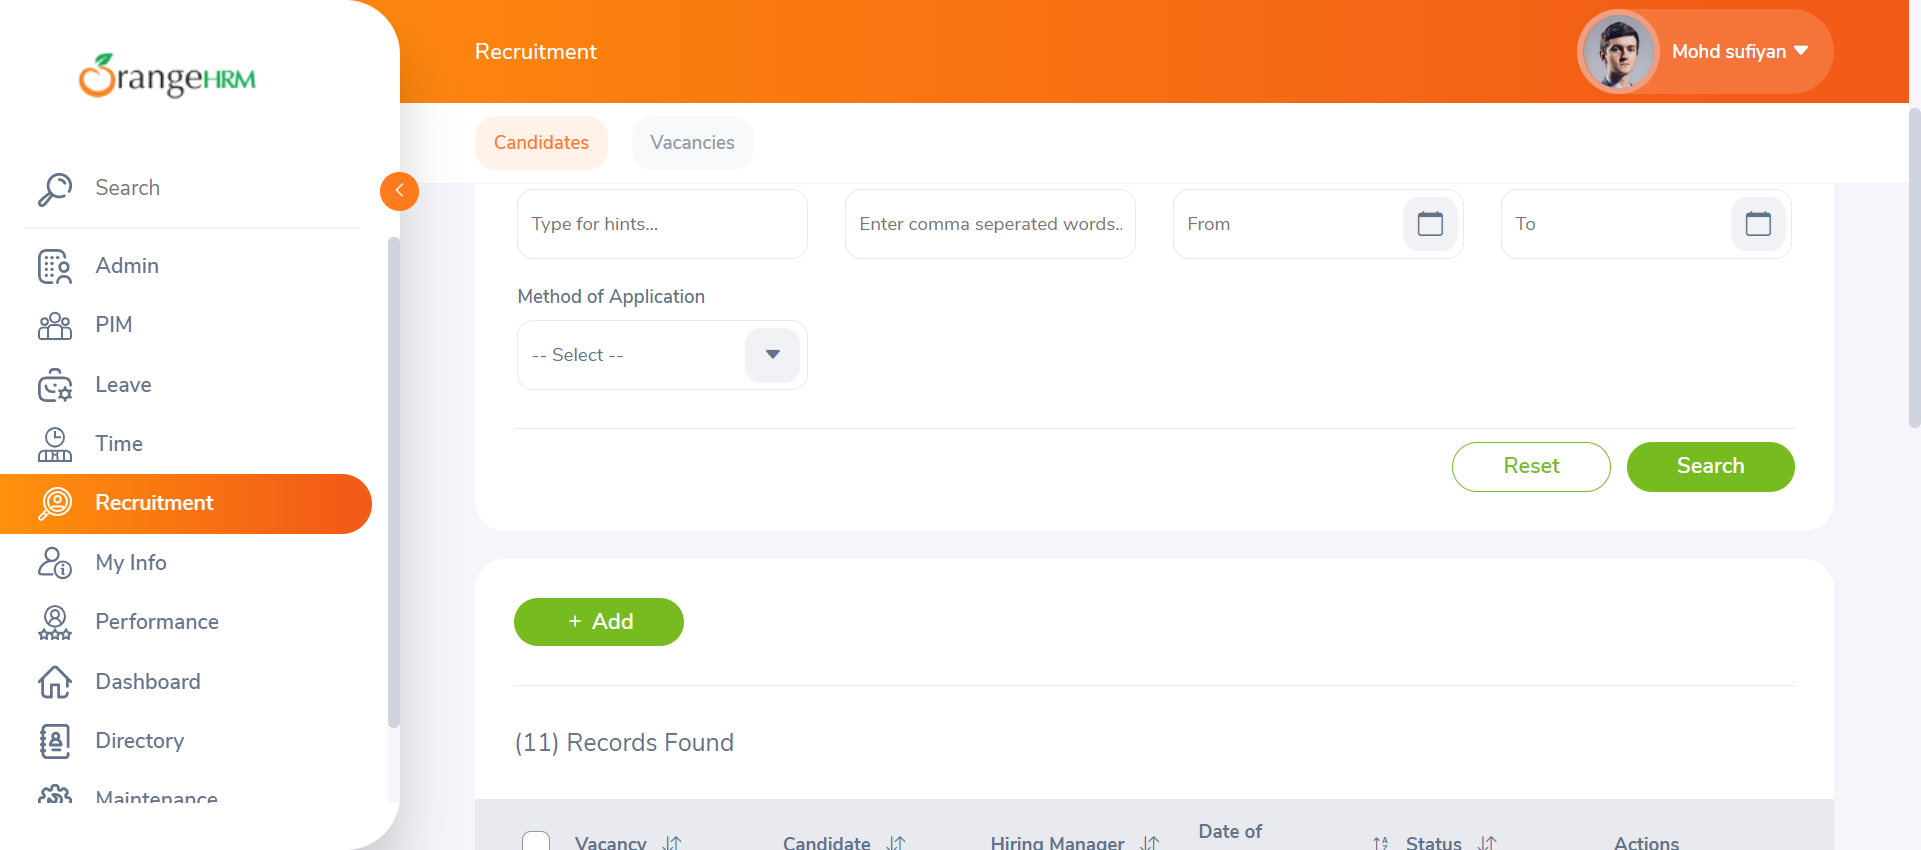 OrangeHRM
Recruitment
Mohd sufiyan
Candidates
Vacancies
Search
Admin
PIM
Leave
Time
Recruitment
My Info
Performance
Dashboard
Directory
Maintenance
Type for hints...
Enter comma seperated words..
From
To
Method of Application
-- Select --
Reset
Search
+ Add
(11) Records Found
Vacancy
Candidate
Hiring Manager
Date of
Status
Actions